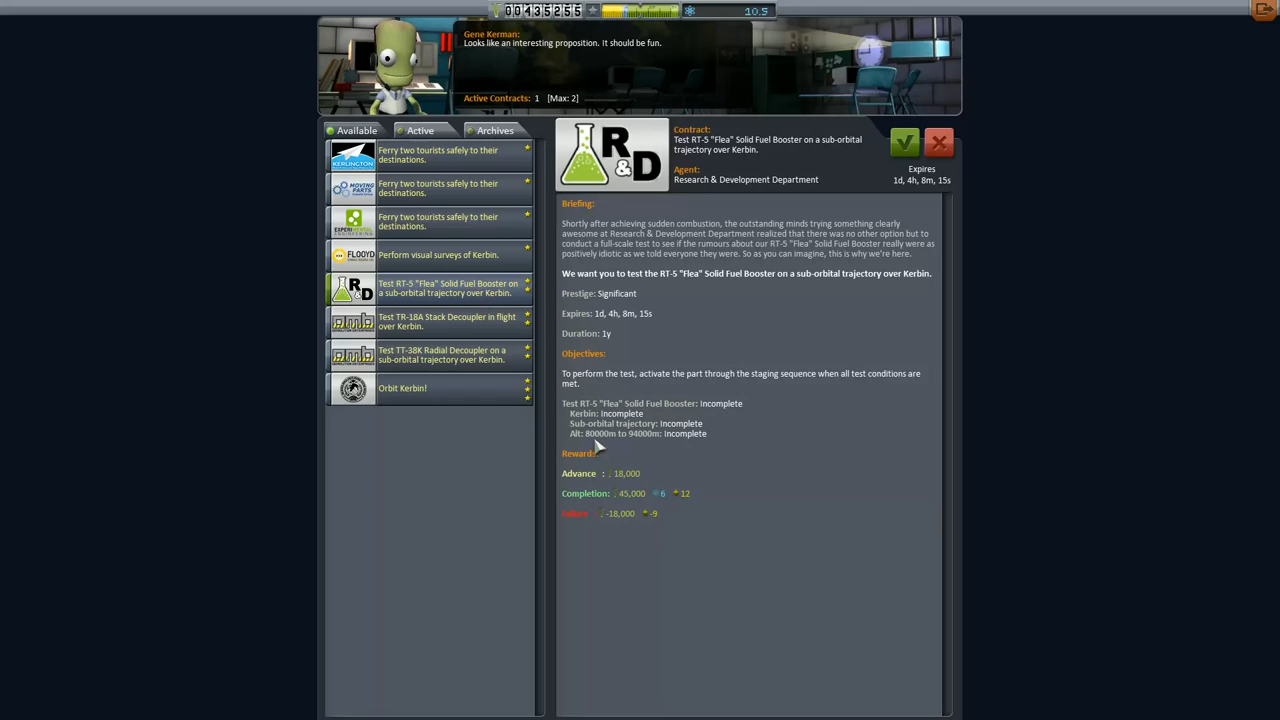 00435255
10.5
Gene Kerman:
Looks like an interesting proposition. It should be fun.
Active Contracts: 1 [Max: 2]
Available
Active
Archives
KERLINGTON
Ferry two tourists safely to their
destinations.
MOVING
PARTS
Ferry two tourists safely to their
destinations.
EXPERIMENTAL
ENGINEERING
Ferry two tourists safely to their
destinations.
FLOOYD
Perform visual surveys of Kerbin.
R&D
Test RT-5 "Flea" Solid Fuel Booster on
a sub-orbital trajectory over Kerbin.
Test TR-18A Stack Decoupler in flight
over Kerbin.
Test TT-38K Radial Decoupler on a
sub-orbital trajectory over Kerbin.
Orbit Kerbin!
R&D
Contract:
Test RT-5 "Flea" Solid Fuel Booster on a sub-orbital
trajectory over Kerbin.
Agent:
Research & Development Department
Expires
1d, 4h, 8m, 15s
Briefing:
Shortly after achieving sudden combustion, the outstanding minds trying something clearly
awesome at Research & Development Department realized that there was no other option but to
conduct a full-scale test to see if the rumours about our RT-5 "Flea" Solid Fuel Booster really were as
positively idiotic as we told everyone they were. So as you can imagine, this is why we're here.
We want you to test the RT-5 "Flea" Solid Fuel Booster on a sub-orbital trajectory over Kerbin.
Prestige: Significant
Expires: 1d, 4h, 8m, 15s
Duration: 1y
Objectives:
To perform the test, activate the part through the staging sequence when all test conditions are
met.
Test RT-5 "Flea" Solid Fuel Booster: Incomplete
Kerbin: Incomplete
Sub-orbital trajectory: Incomplete
Alt: 80000m to 94000m: Incomplete
Reward:
Advance : 18,000
Completion: 45,000 6 12
Failure : -18,000 -9